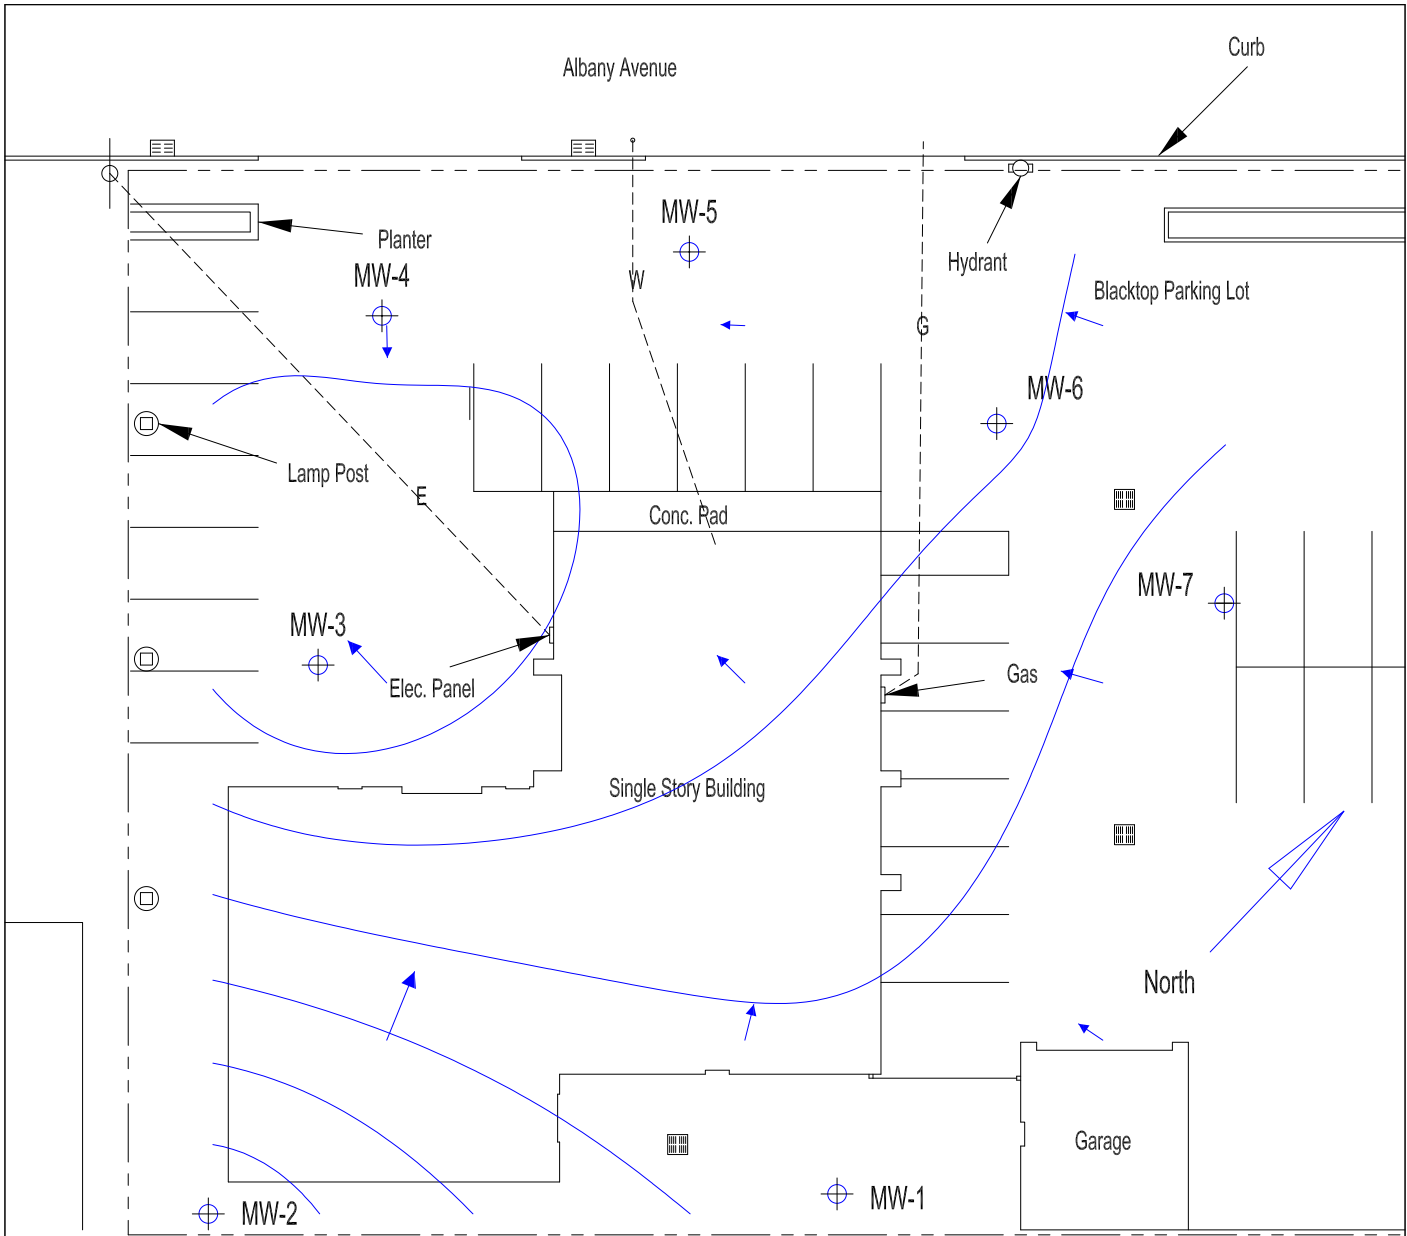 Curb
Albany Avenue
MW-5
Planter
Hydrant
MW-4
W
Blacktop Parking Lot
G
MW-6
Lamp Post
E
Conc. Pad
MW-7
MW-3
Gas
Elec. Panel
Single Story Building
North
Garage
MW-1
MW-2